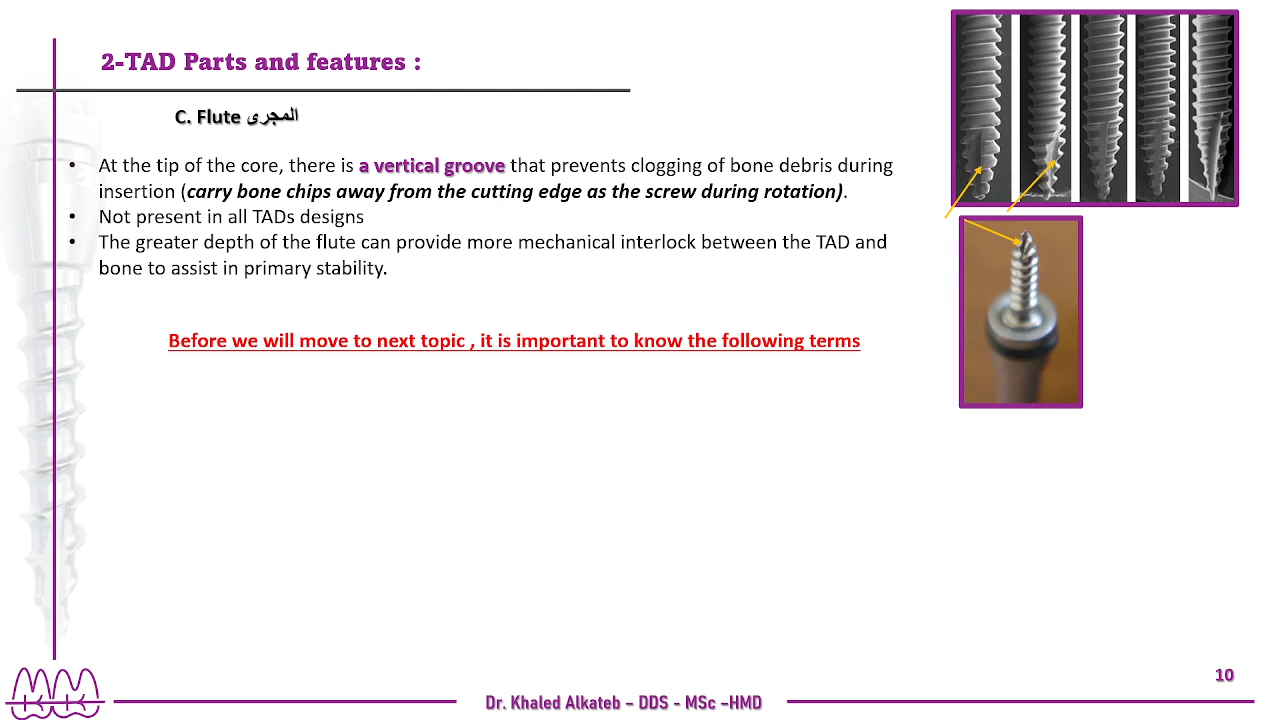 2-TAD Parts and features :
C. Flute المجرى
• At the tip of the core, there is a vertical groove that prevents clogging of bone debris during
insertion (carry bone chips away from the cutting edge as the screw during rotation).
• Not present in all TADs designs
• The greater depth of the flute can provide more mechanical interlock between the TAD and
bone to assist in primary stability.
Before we will move to next topic , it is important to know the following terms
10
Dr. Khaled Alkateb – DDS - MSc –HMD